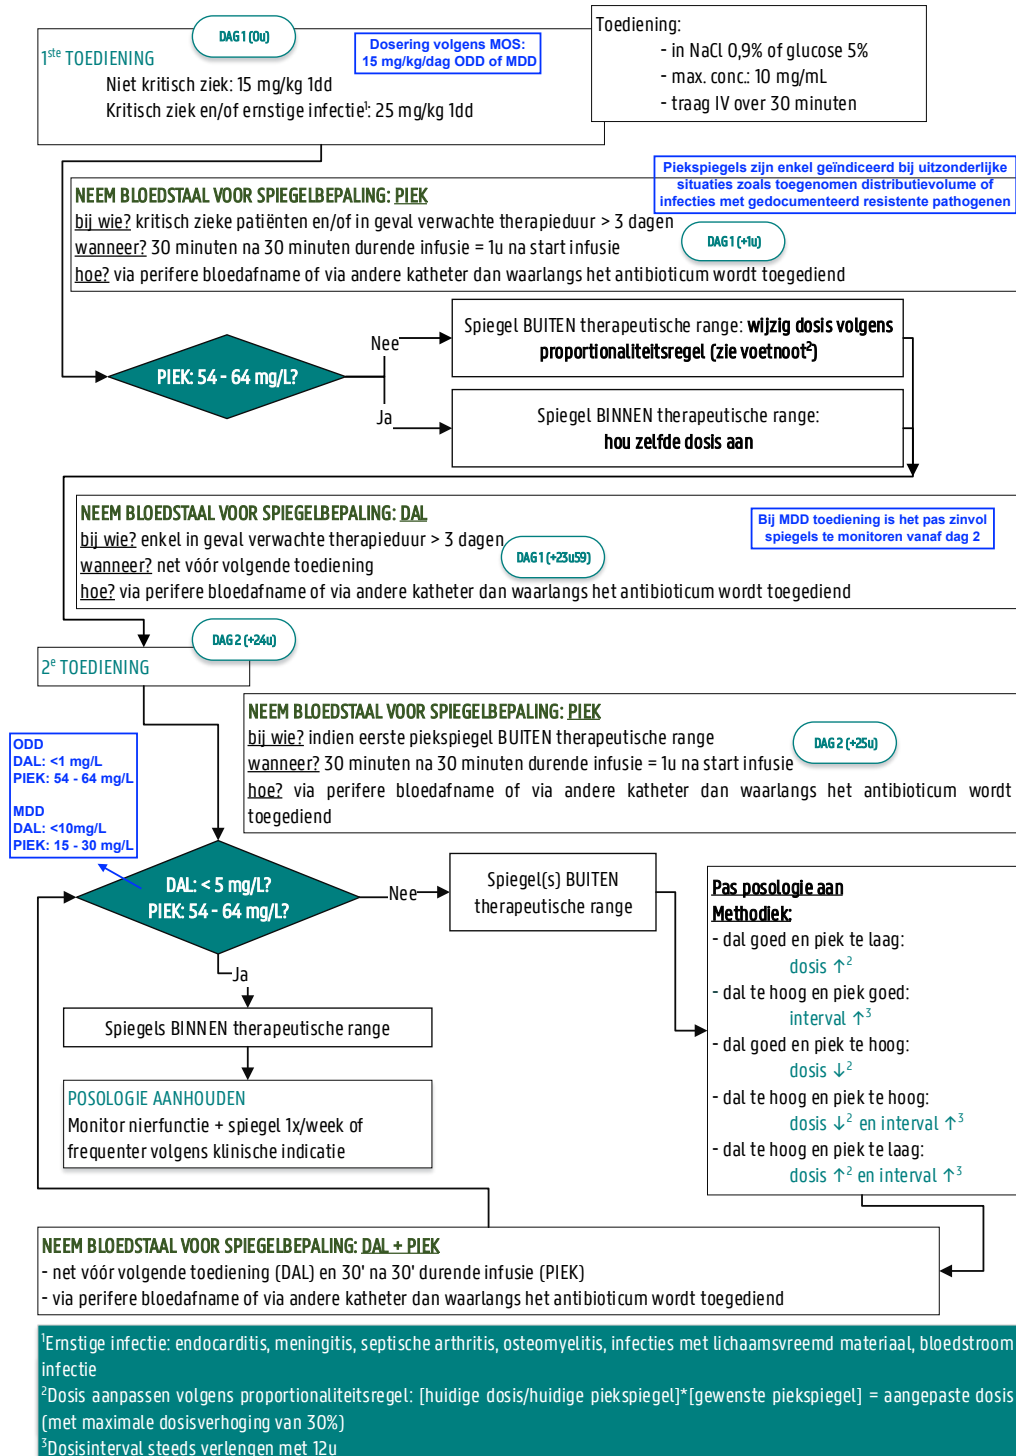 DAG 1 (0u)
1ste TOEDIENING
Niet kritisch ziek: 15 mg/kg 1dd
Kritisch ziek en/of ernstige infectie1: 25 mg/kg 1dd
Dosering volgens MOS:
15 mg/kg/dag ODD of MDD
Toediening:
- in NaCl 0,9% of glucose 5%
- max. conc.: 10 mg/mL
- traag IV over 30 minuten
Piekspiegels zijn enkel geïndiceerd bij uitzonderlijke
situaties zoals toegenomen distributievolume of
infecties met gedocumenteerd resistente pathogenen
NEEM BLOEDSTAAL VOOR SPIEGELBEPALING: PIEK
bij wie? kritisch zieke patiënten en/of in geval verwachte therapieduur > 3 dagen
wanneer? 30 minuten na 30 minuten durende infusie = 1u na start infusie
hoe? via perifere bloedafname of via andere katheter dan waarlangs het antibioticum wordt toegediend
DAG 1 (+1u)
PIEK: 54 - 64 mg/L?
Nee
Spiegel BUITEN therapeutische range: wijzig dosis volgens
proportionaliteitsregel (zie voetnoot2)
Ja
Spiegel BINNEN therapeutische range:
hou zelfde dosis aan
NEEM BLOEDSTAAL VOOR SPIEGELBEPALING: DAL
bij wie? enkel in geval verwachte therapieduur > 3 dagen
wanneer? net vóór volgende toediening
hoe? via perifere bloedafname of via andere katheter dan waarlangs het antibioticum wordt toegediend
DAG 1 (+23u59)
Bij MDD toediening is het pas zinvol
spiegels te monitoren vanaf dag 2
DAG 2 (+24u)
2e TOEDIENING
NEEM BLOEDSTAAL VOOR SPIEGELBEPALING: PIEK
bij wie? indien eerste piekspiegel BUITEN therapeutische range
wanneer? 30 minuten na 30 minuten durende infusie = 1u na start infusie
hoe? via perifere bloedafname of via andere katheter dan waarlangs het antibioticum wordt
toegediend
DAG 2 (+25u)
ODD
DAL: <1 mg/L
PIEK: 54 - 64 mg/L
MDD
DAL: <10mg/L
PIEK: 15 - 30 mg/L
DAL: < 5 mg/L?
PIEK: 54 - 64 mg/L?
Nee
Spiegel(s) BUITEN
therapeutische range
Pas posologie aan
Methodiek:
- dal goed en piek te laag:
dosis ↑2
- dal te hoog en piek goed:
interval ↑3
- dal goed en piek te hoog:
dosis ↓2
- dal te hoog en piek te hoog:
dosis ↓2 en interval ↑3
- dal te hoog en piek te laag:
dosis ↑2 en interval ↑3
Ja
Spiegels BINNEN therapeutische range
POSOLOGIE AANHOUDEN
Monitor nierfunctie + spiegel 1x/week of
frequenter volgens klinische indicatie
NEEM BLOEDSTAAL VOOR SPIEGELBEPALING: DAL + PIEK
- net vóór volgende toediening (DAL) en 30' na 30' durende infusie (PIEK)
- via perifere bloedafname of via andere katheter dan waarlangs het antibioticum wordt toegediend
1Ernstige infectie: endocarditis, meningitis, septische arthritis, osteomyelitis, infecties met lichaamsvreemd materiaal, bloedstroom
infectie
2Dosis aanpassen volgens proportionaliteitsregel: [huidige dosis/huidige piekspiegel]*[gewenste piekspiegel] = aangepaste dosis
(met maximale dosisverhoging van 30%)
3Dosisinterval steeds verlengen met 12u